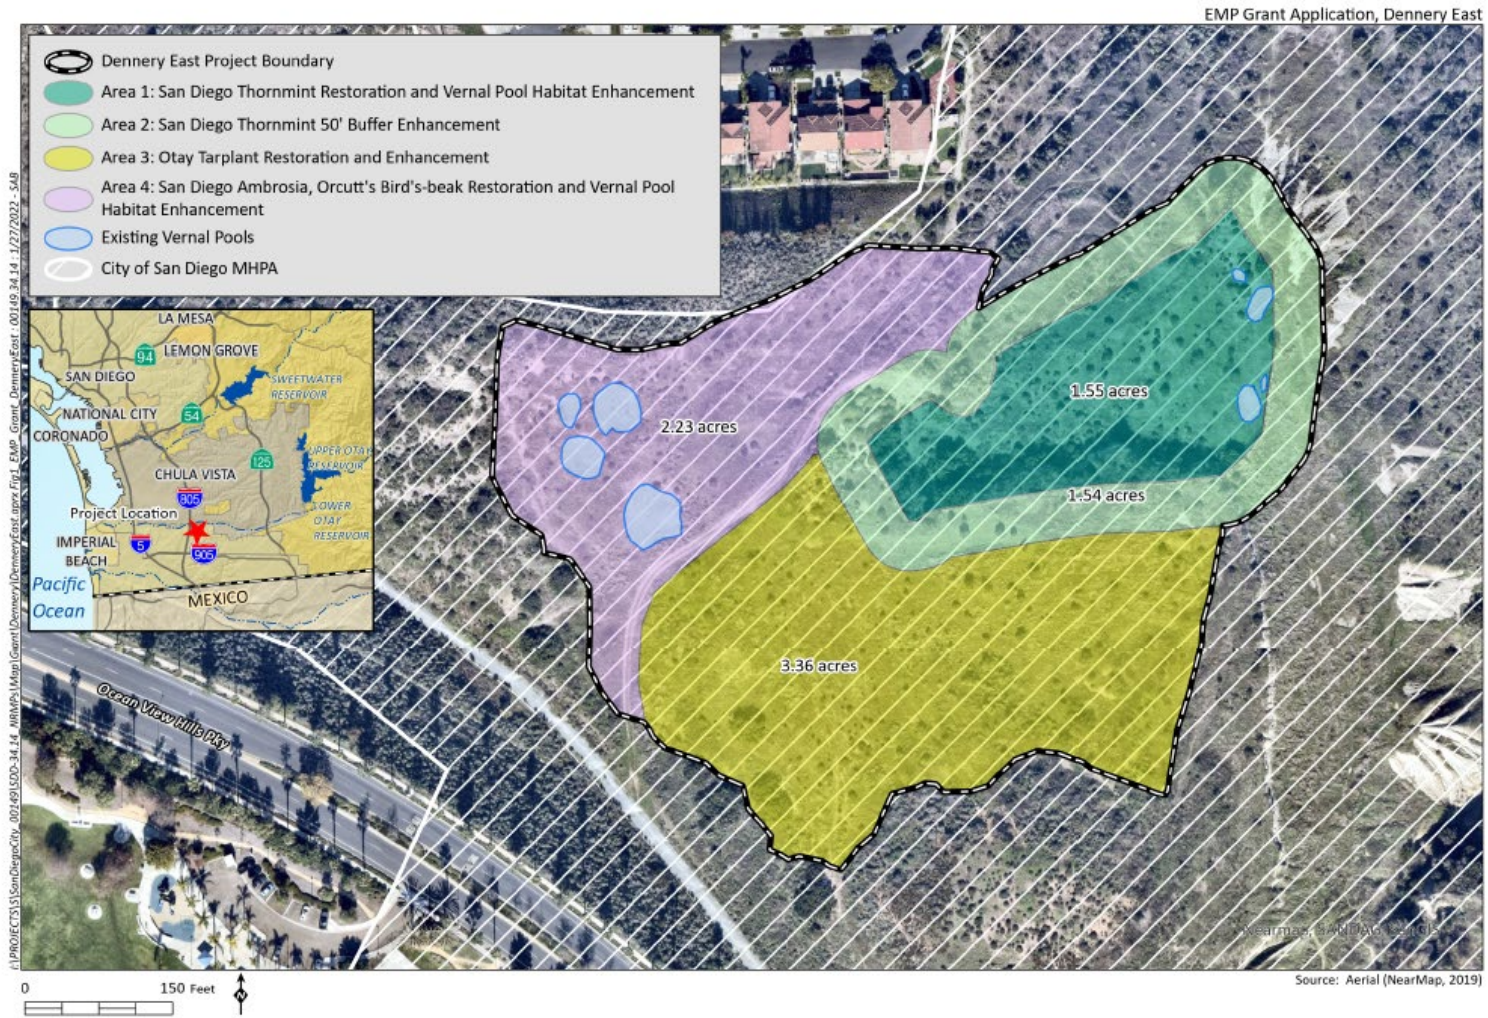 EMP Grant Application, Dennery East
Dennery East Project Boundary
Area 1: San Diego Thornmint Restoration and Vernal Pool Habitat Enhancement
Area 2: San Diego Thornmint 50' Buffer Enhancement
Area 3: Otay Tarplant Restoration and Enhancement
Area 4: San Diego Ambrosia, Orcutt's Bird's-beak Restoration and Vernal Pool
Habitat Enhancement
Existing Vernal Pools
City of San Diego MHPA
LA MESA
94
LEMON GROVE
SAN DIEGO
SWEETWATER
RESERVOIR
NATIONAL CITY
54
CORONADO
UPPER OTAY
RESERVOIR
125
CHULA VISTA
805
LOWER
OTAY
RESERVOIR
Project Location
IMPERIAL
BEACH
5
905
Pacific
Ocean
MEXICO
1.55 acres
2.23 acres
1.54 acres
3.36 acres
Ocean View Hills Pky
Source: Aerial (NearMap, 2019)
0
150 Feet
N